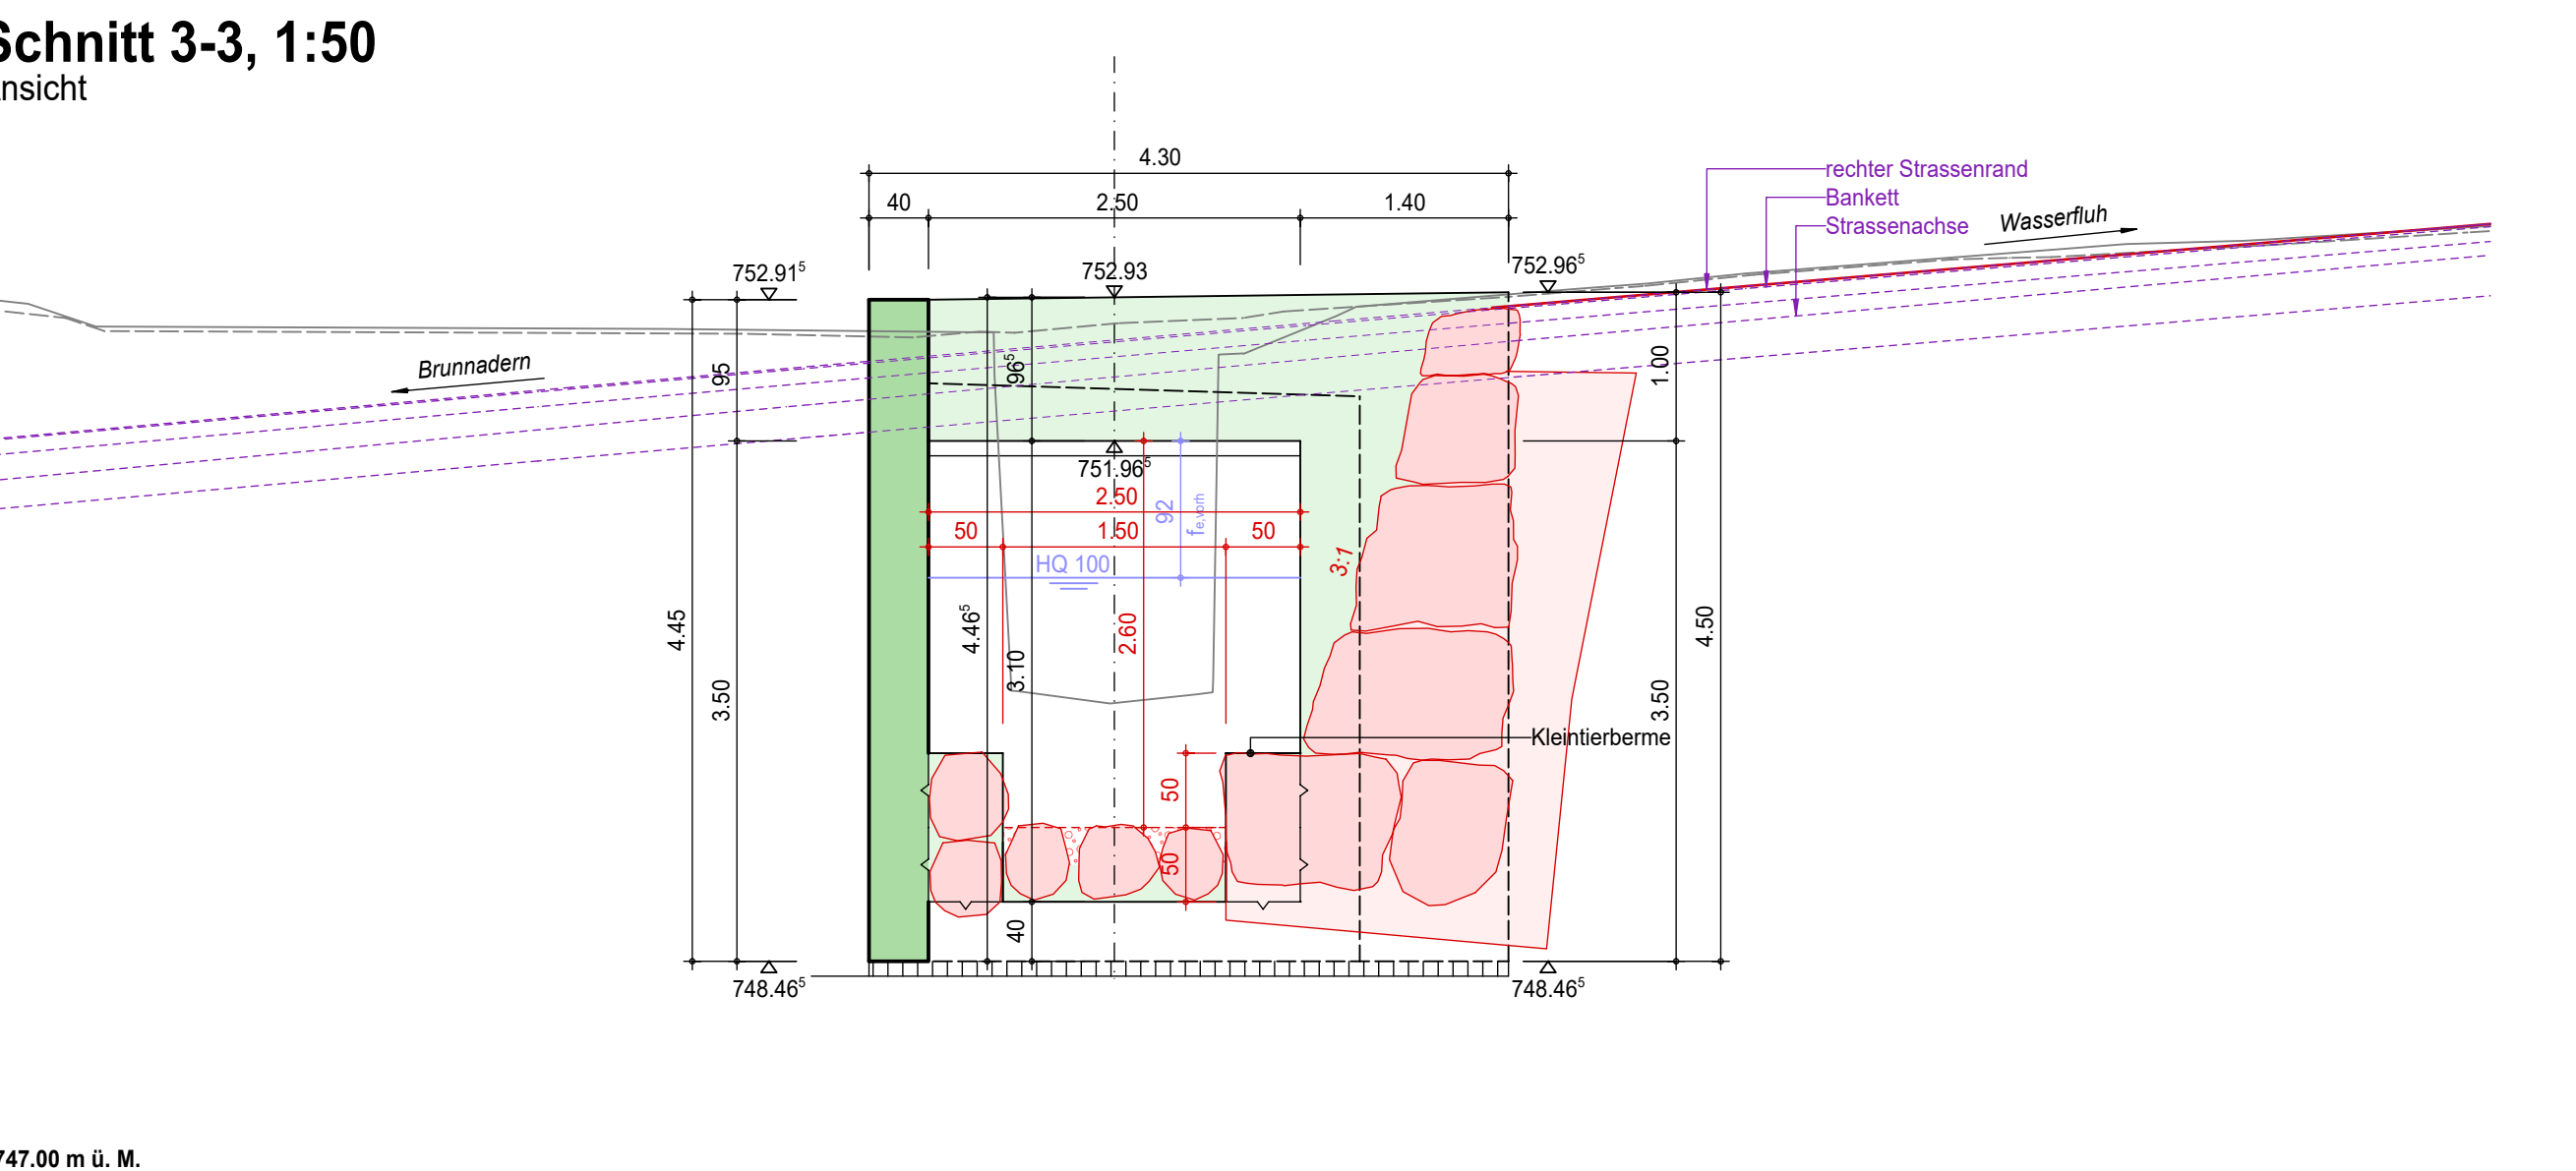 Schnitt 3-3, 1:50
nsicht
4.30
40
2.50
1.40
rechter Strassenrand
Bankett
Strassenachse
Wasserfluh
752.91⁵
752.93
752.96⁵
Brunnadern
95
96⁵
1.00
751.96⁵
2.50
92
f e,vorh
50
1.50
50
3:1
HQ 100
4.45
4.46⁵
2.60
4.50
3.50
3.10
3.50
Kleintierberme
50
50
40
748.46⁵
748.46⁵
747.00 m ü. M.